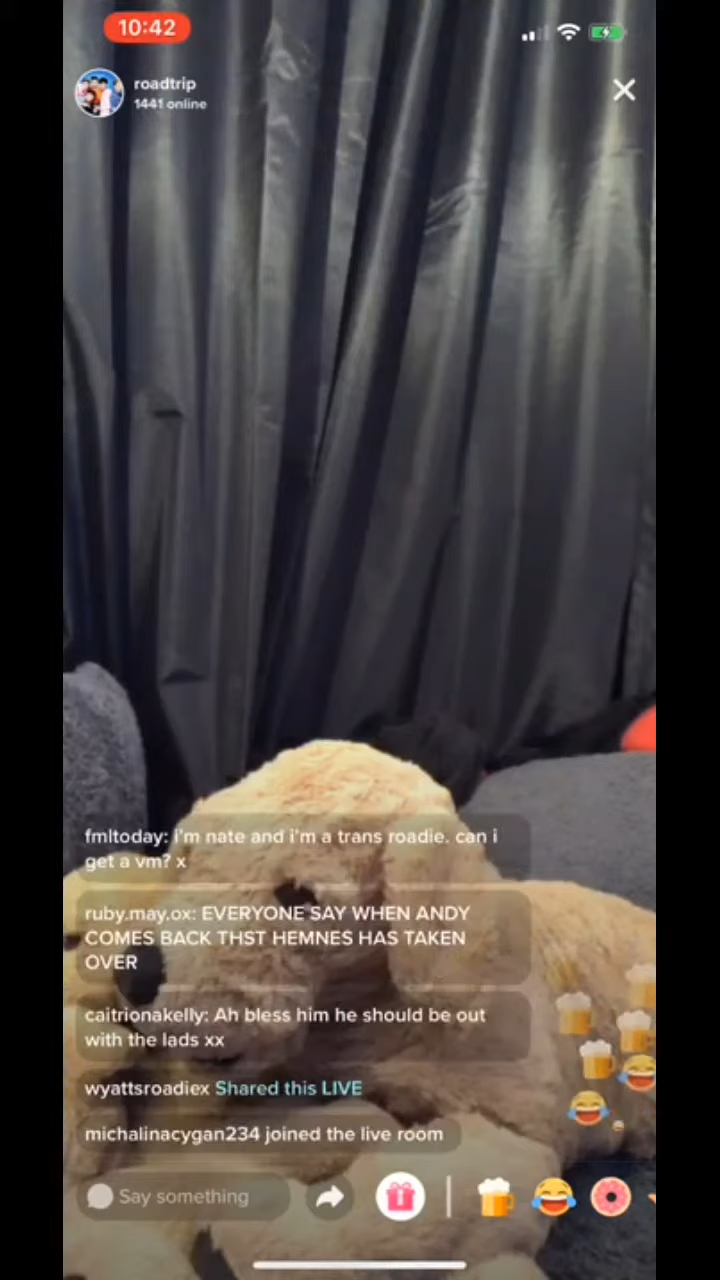 10:42
roadtrip
1441 online
fmltoday: i'm nate and i'm a trans roadie. can i
get a vm? x
ruby.may.ox: EVERYONE SAY WHEN ANDY
COMES BACK THST HEMNES HAS TAKEN
OVER
caitrionakelly: Ah bless him he should be out
with the lads xx
wyattsroadiex Shared this LIVE
michalinacygan234 joined the live room
Say something